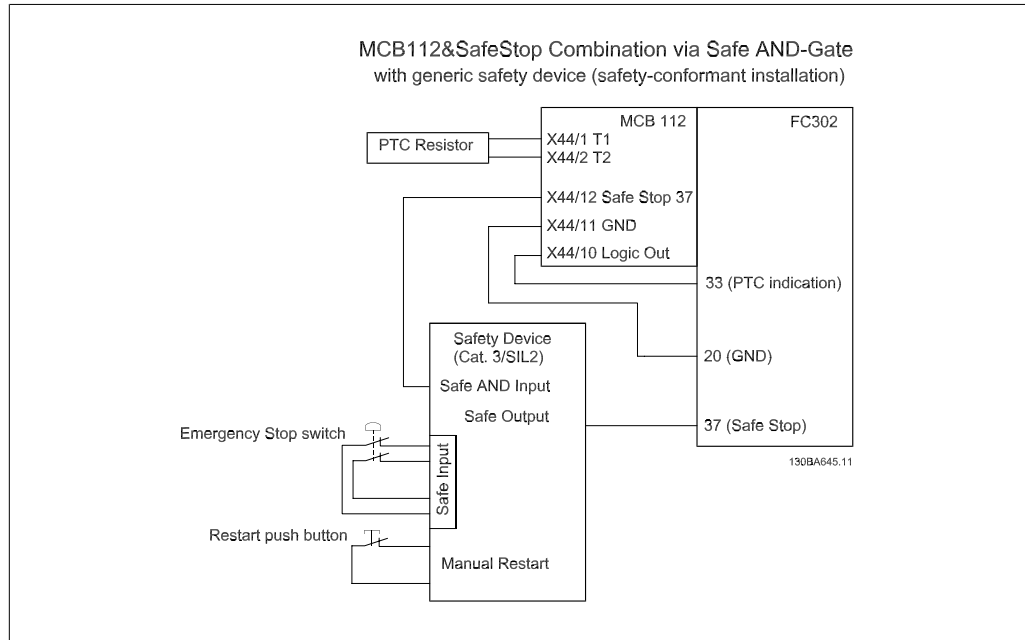 MCB112&SafeStop Combination via Safe AND-Gate
with generic safety device (safety-conformant installation)
MCB 112
FC302
PTC Resistor
X44/1 T1
X44/2 T2
X44/12 Safe Stop 37
X44/11 GND
X44/10 Logic Out
33 (PTC indication)
Safety Device
(Cat. 3/SIL2)
20 (GND)
Safe AND Input
Safe Output
37 (Safe Stop)
Emergency Stop switch
Safe Input
130BA645.11
Restart push button
Manual Restart